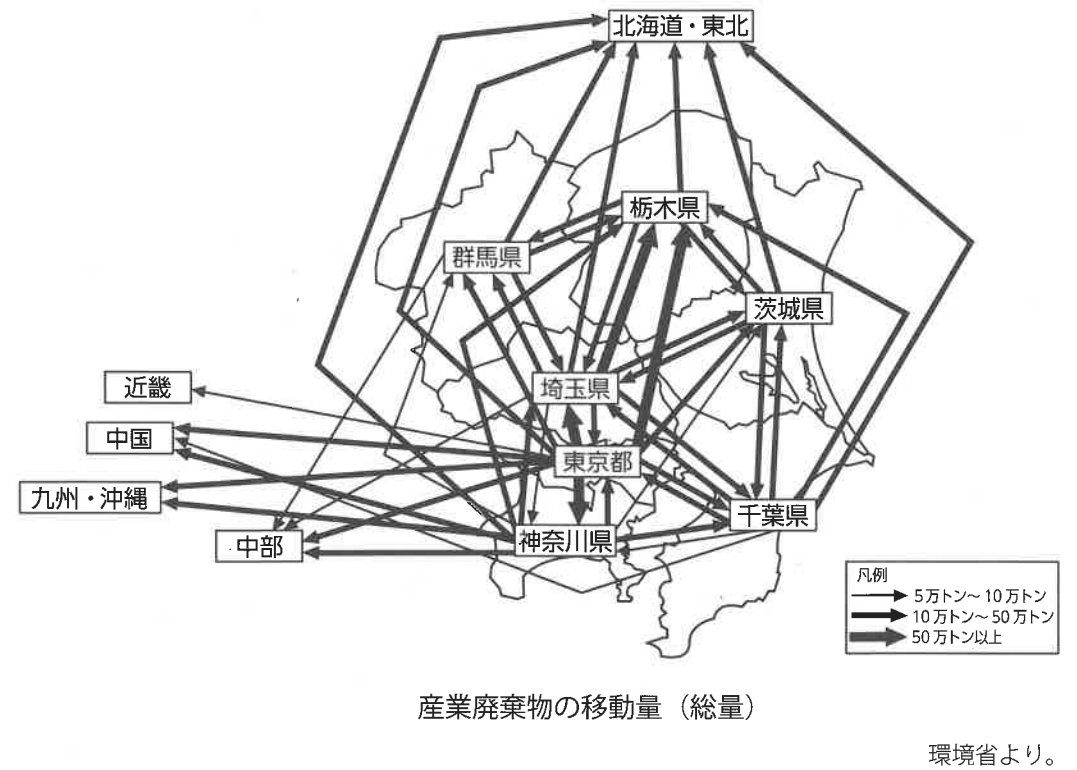 北海道・東北
栃木県
群馬県
茨城県
埼玉県
近畿
中国
東京都
九州・沖縄
千葉県
神奈川県
中部
凡例
5万トン〜10万トン
10万トン〜50万トン
50万トン以上
産業廃棄物の移動量（総量）
環境省より。